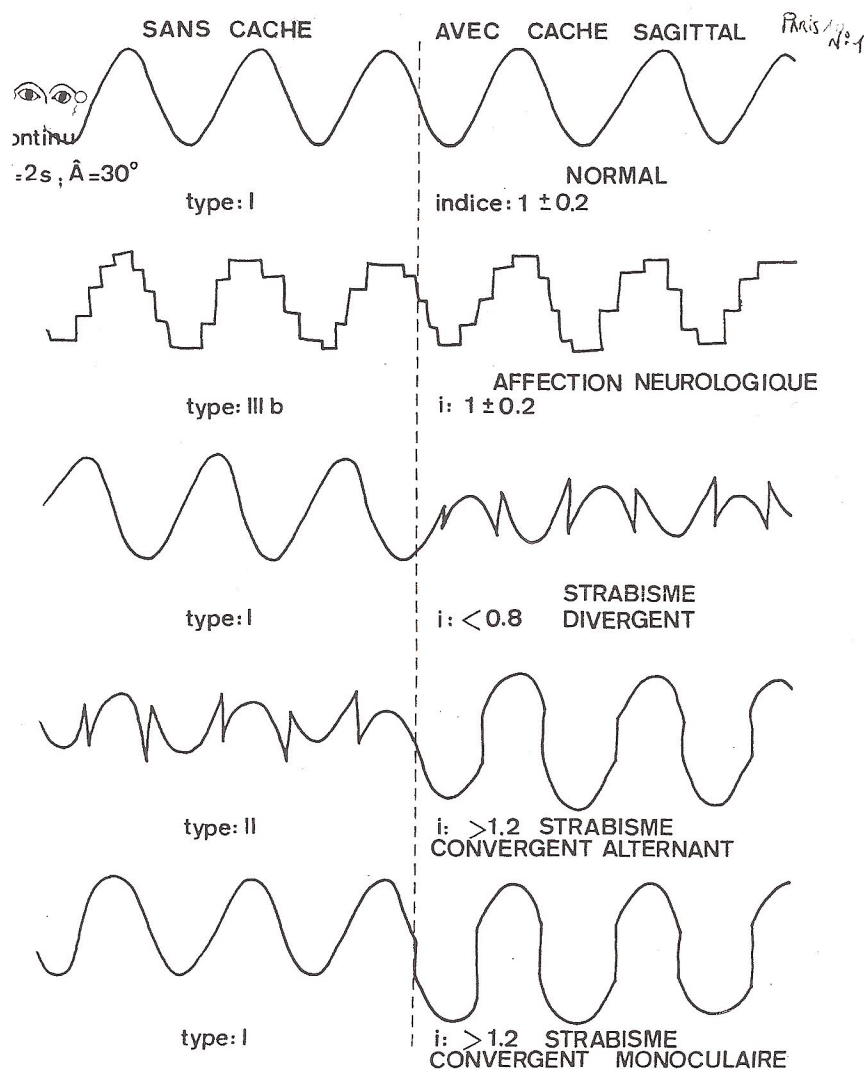 SANS CACHE
AVEC CACHE SAGITTAL
Paris
N°1
ontinu
=2s ; Â=30°
NORMAL
type: I
indice: 1 ±0.2
AFFECTION NEUROLOGIQUE
type: III b
i: 1 ±0.2
STRABISME
type: I
i: <0.8 DIVERGENT
type: II
i: >1.2 STRABISME
CONVERGENT ALTERNANT
type: I
i: >1.2 STRABISME
CONVERGENT MONOCULAIRE